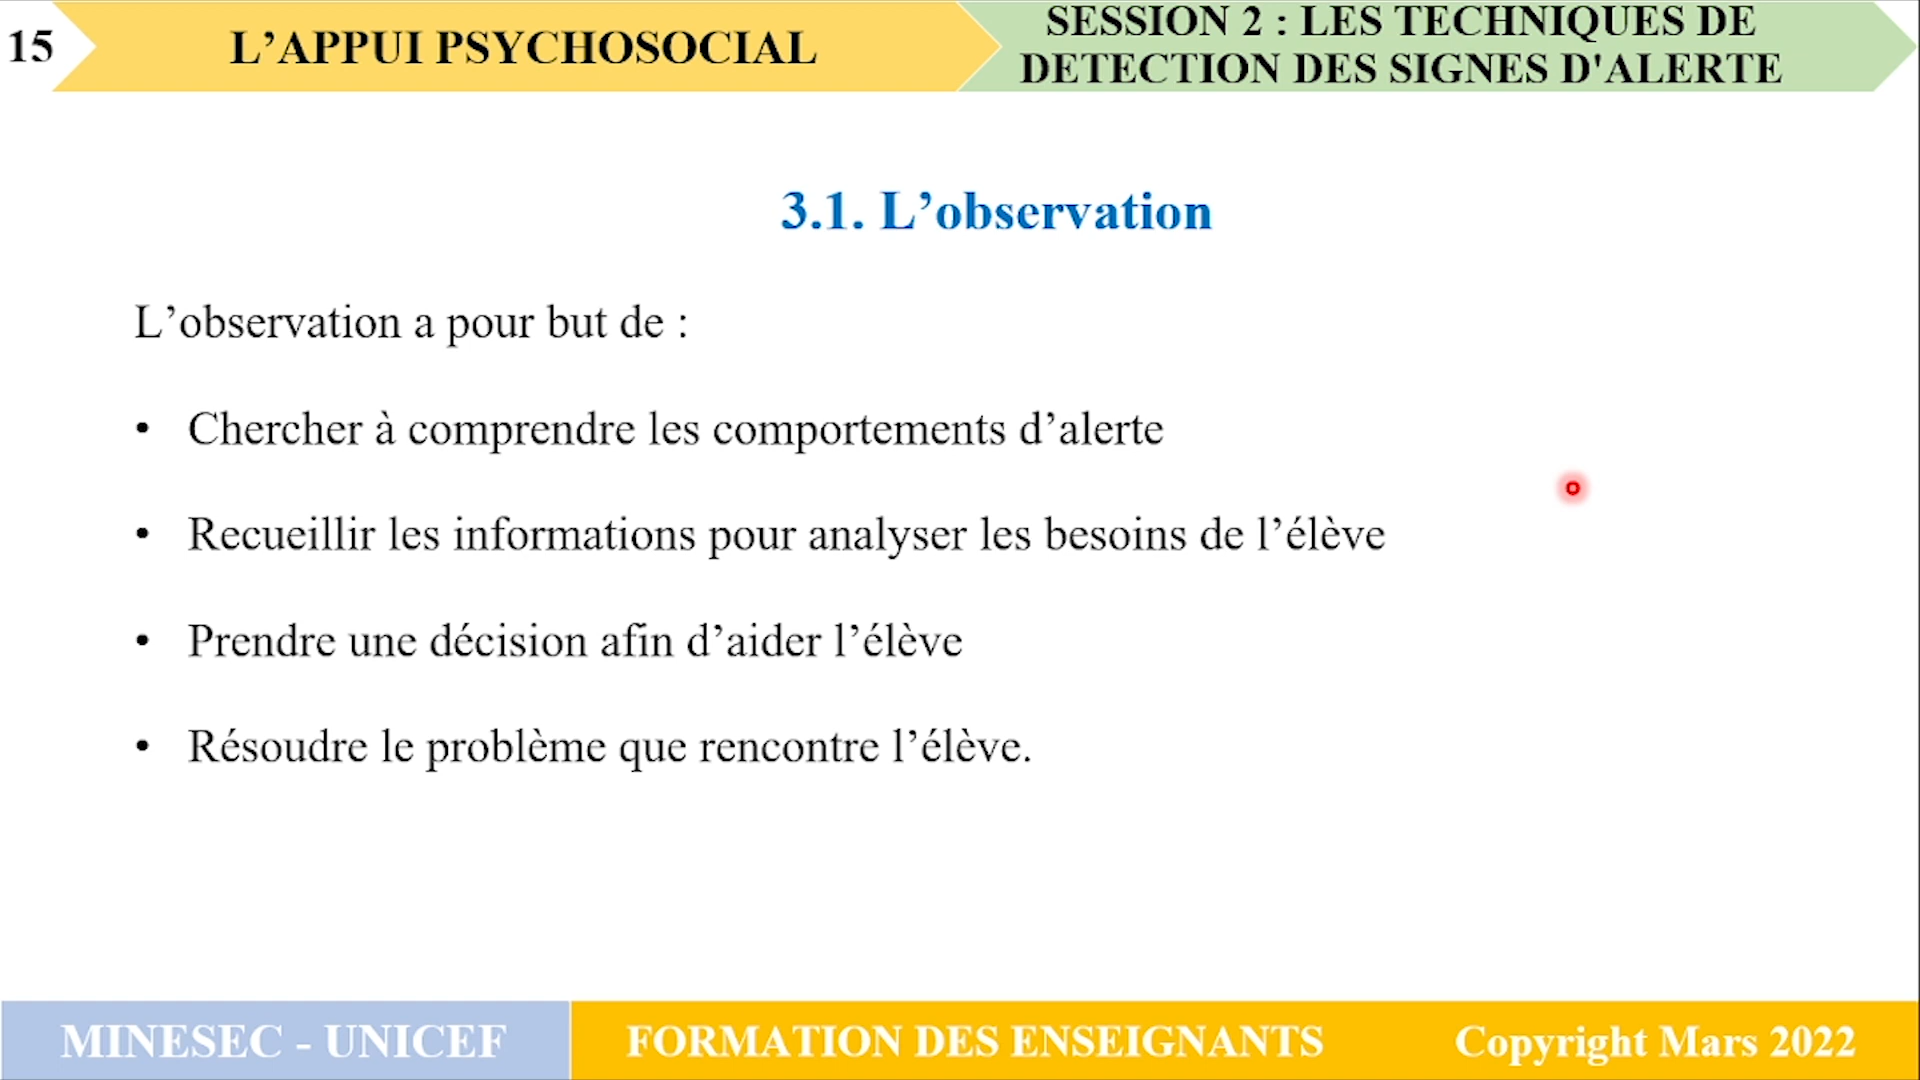 15
L’APPUI PSYCHOSOCIAL
SESSION 2 : LES TECHNIQUES DE
DETECTION DES SIGNES D'ALERTE
3.1. L’observation
L’observation a pour but de :
• Chercher à comprendre les comportements d’alerte
• Recueillir les informations pour analyser les besoins de l’élève
• Prendre une décision afin d’aider l’élève
• Résoudre le problème que rencontre l’élève.
MINESEC - UNICEF
FORMATION DES ENSEIGNANTS
Copyright Mars 2022